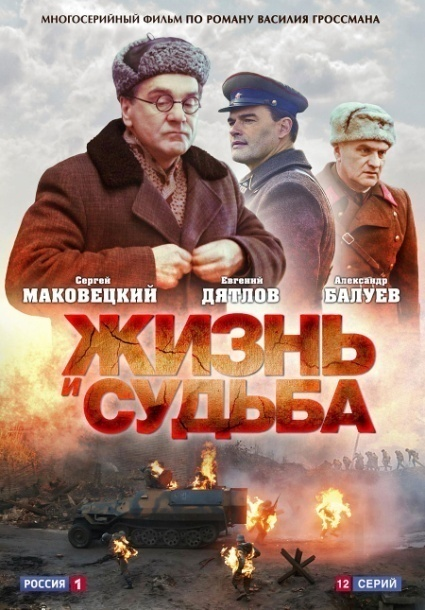 МНОГОСЕРИЙНЫЙ ФИЛЬМ ПО РОМАНУ ВАСИЛИЯ ГРОССМАНА
Сергей МАКОВЕЦКИЙ
Евгений ДЯТЛОВ
Александр БАЛУЕВ
ЖИЗНЬ
И СУДЬБА
РОССИЯ 1
12 СЕРИЙ